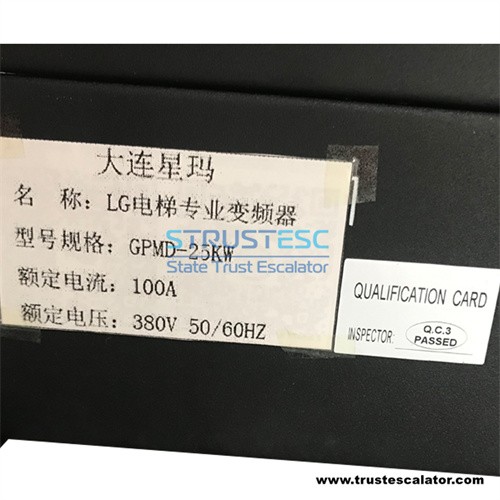 大连星玛
名 称: LG电梯专业变频器
型号规格: GPMD-25KW
额定电流: 100A
额定电压: 380V 50/60HZ
STRUSTESC
State Trust Escalator
QUALIFICATION CARD
INSPECTOR: Q.C.3 PASSED
www.trustescalator.com